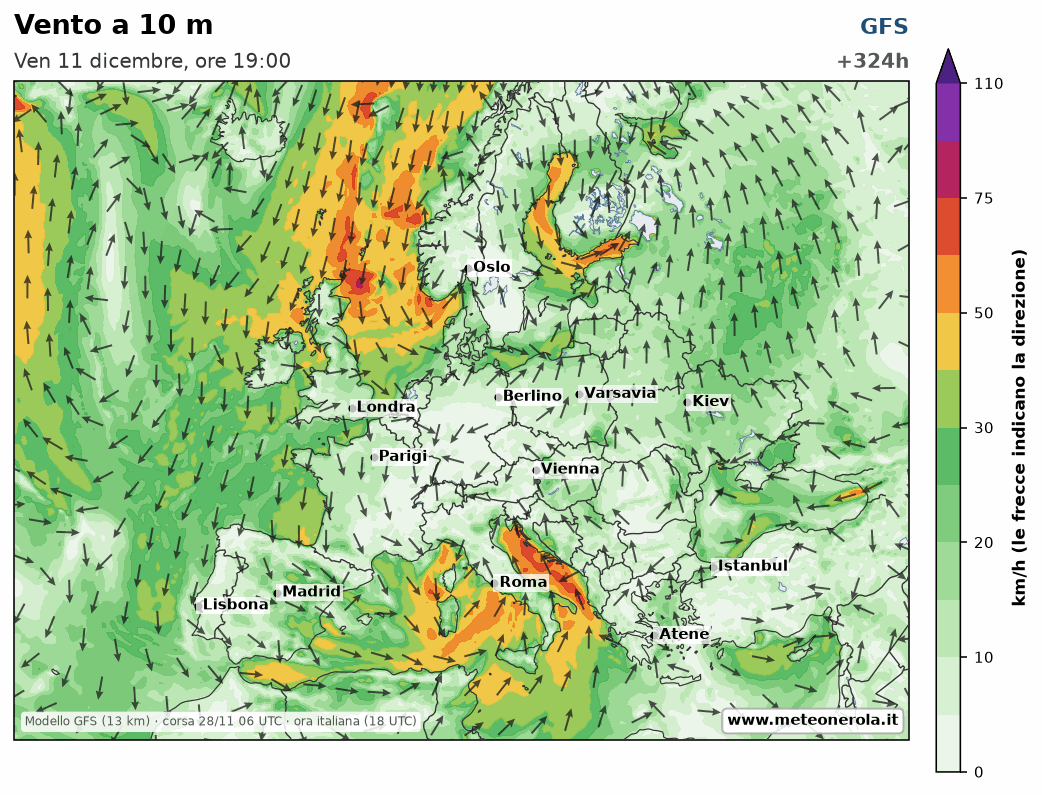 Vento a 10 m
GFS
Ven 11 dicembre, ore 19:00
+324h
110
75
50
30
20
10
0
km/h (le frecce indicano la direzione)
Oslo
Berlino
Varsavia
Kiev
Londra
Parigi
Vienna
Istanbul
Roma
Madrid
Lisbona
Atene
Modello GFS (13 km) · corsa 28/11 06 UTC · ora italiana (18 UTC)
www.meteonerola.it